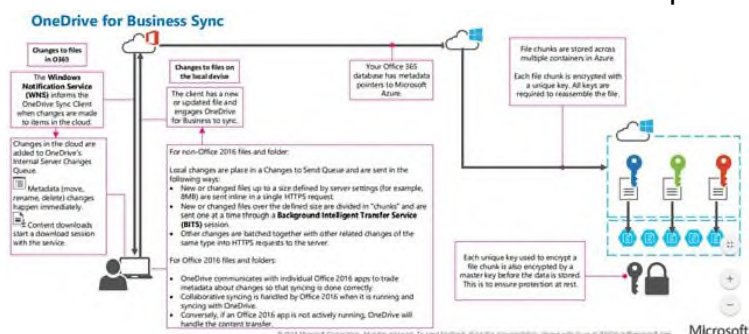 OneDrive for Business Sync
Changes to files
in O365
The Windows
Notification Service
(WNS) informs the
OneDrive Sync Client
when changes are made
to items in the cloud.
Changes in the cloud are
added to OneDrive's
Internal Server Changes
Queue.
Metadata (move,
rename, delete) changes
happen immediately.
Content downloads
start a download session
with the service.
Changes to files on
the local device
The client has a new
or updated file and
engages OneDrive
for Business to sync.
For non-Office 2016 files and folder:
Local changes are place in a Changes to Send Queue and are sent in the
following ways:
• New or changed files up to a size defined by server settings (for example,
8MB) are sent inline in a single HTTPS request.
• New or changed files over the defined size are divided in "chunks" and are
sent one at a time through a Background Intelligent Transfer Service
(BITS) session.
• Other changes are batched together with other related changes of the
same type into HTTPS requests to the server.
For Office 2016 files and folders:
• OneDrive communicates with individual Office 2016 apps to trade
metadata about changes so that syncing is done correctly.
• Collaborative syncing is handled by Office 2016 when it is running and
syncing with OneDrive.
• Conversely, if an Office 2016 app is not actively running, OneDrive will
handle the content transfer.
Your Office 365
database has metadata
pointers to Microsoft
Azure.
File chunks are stored across
multiple containers in Azure.
Each file chunk is encrypted with
a unique key. All keys are
required to reassemble the file.
Each unique key used to encrypt a
file chunk is also encrypted by a
master key before the data is stored.
This is to ensure protection at rest.
Microsoft